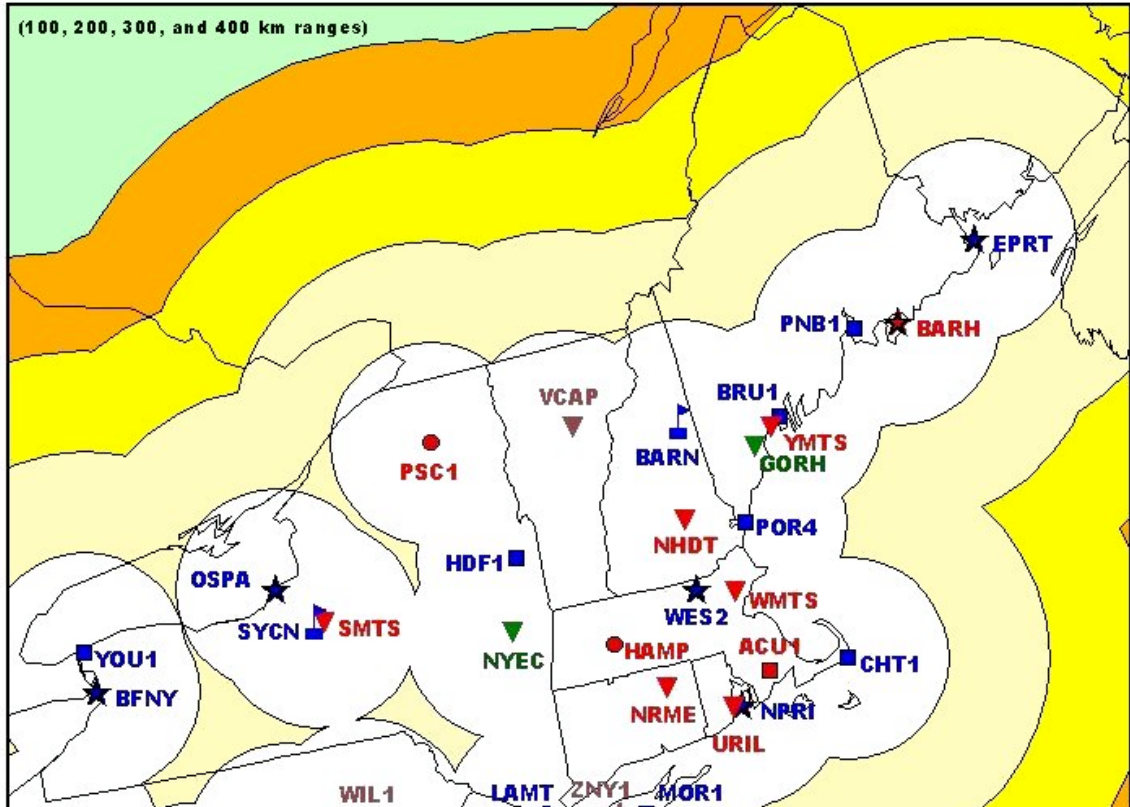 (100, 200, 300, and 400 km ranges)
EPRT
PNB1
BARH
BRU1
VCAP
YMTS
BARN
GORH
PSC1
POR4
NHDT
HDF1
OSPA
WMTS
WES2
SYCN
SMTS
ACU1
NYEC
HAMP
YOU1
CHT1
BFNY
NRME
NPRI
URIL
ZNY1
WIL1
LAMT
MOR1